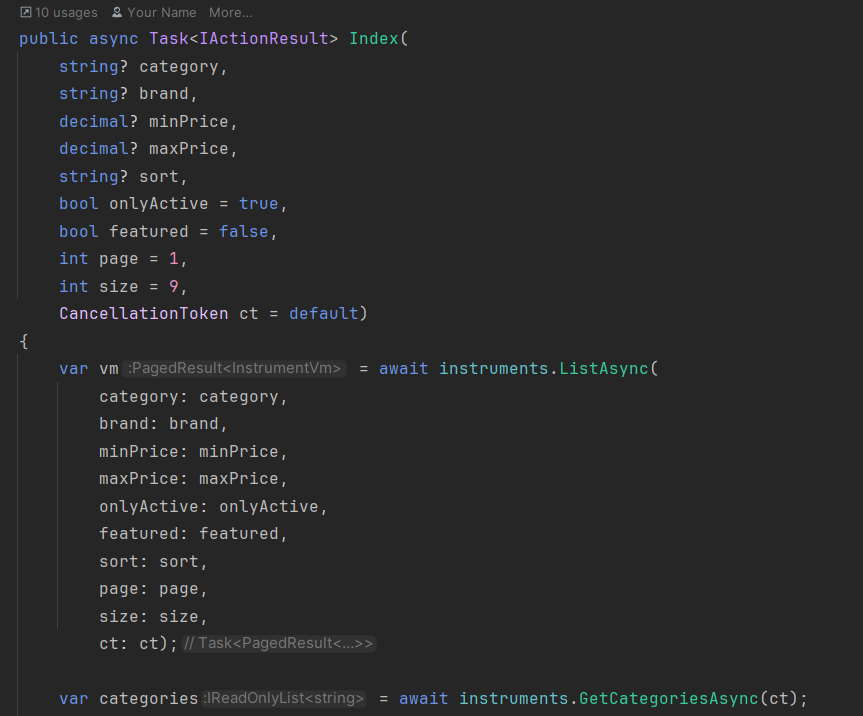 10 usages Your Name More...
public async Task<IActionResult> Index(
string? category,
string? brand,
decimal? minPrice,
decimal? maxPrice,
string? sort,
bool onlyActive = true,
bool featured = false,
int page = 1,
int size = 9,
CancellationToken ct = default)
{
var vm :PagedResult<InstrumentVm> = await instruments.ListAsync(
category: category,
brand: brand,
minPrice: minPrice,
maxPrice: maxPrice,
onlyActive: onlyActive,
featured: featured,
sort: sort,
page: page,
size: size,
ct: ct); // Task<PagedResult<...>>
var categories :IReadOnlyList<string> = await instruments.GetCategoriesAsync(ct);